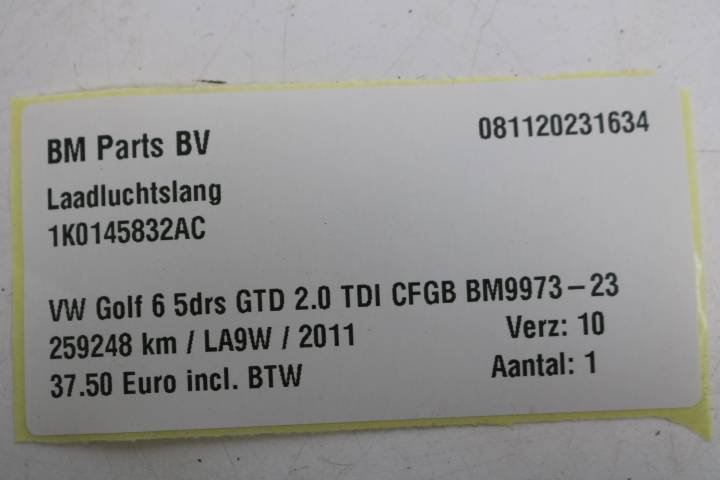 BM Parts BV 081120231634
Laadluchtslang
1K0145832AC
VW Golf 6 5drs GTD 2.0 TDI CFGB BM9973-23
259248 km / LA9W / 2011 Verz: 10
37.50 Euro incl. BTW Aantal: 1